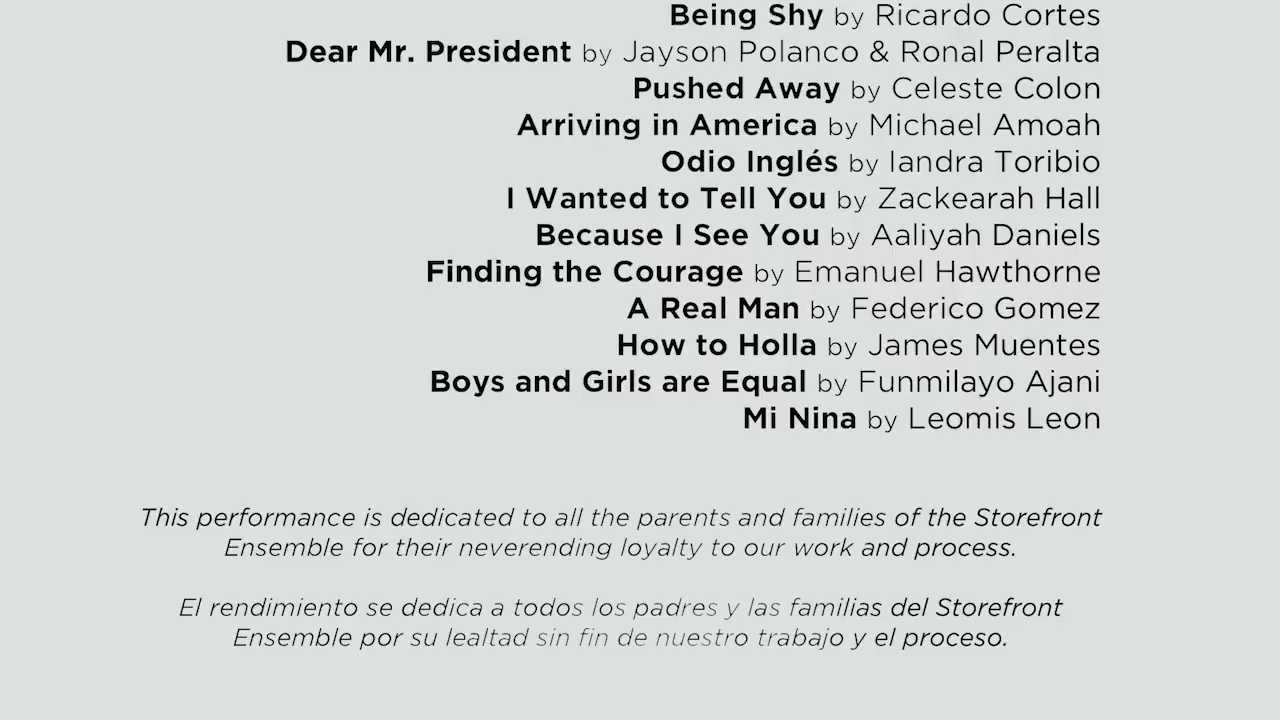 Being Shy by Ricardo Cortes
Dear Mr. President by Jayson Polanco & Ronal Peralta
Pushed Away by Celeste Colon
Arriving in America by Michael Amoah
Odio Inglés by Iandra Toribio
I Wanted to Tell You by Zackearah Hall
Because I See You by Aaliyah Daniels
Finding the Courage by Emanuel Hawthorne
A Real Man by Federico Gomez
How to Holla by James Muentes
Boys and Girls are Equal by Funmilayo Ajani
Mi Nina by Leomis Leon
This performance is dedicated to all the parents and families of the Storefront
Ensemble for their neverending loyalty to our work and process.
El rendimiento se dedica a todos los padres y las familias del Storefront
Ensemble por su lealtad sin fin de nuestro trabajo y el proceso.